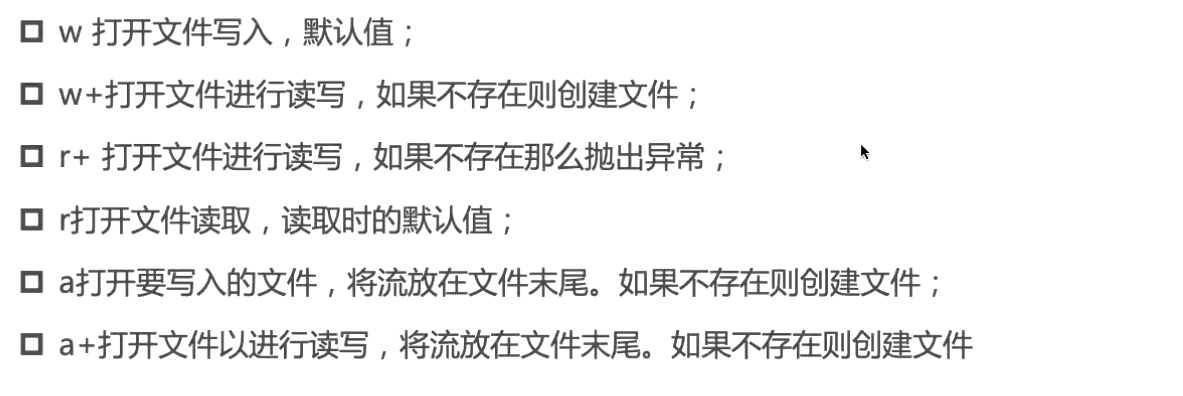 w 打开文件写入，默认值；
w+打开文件进行读写，如果不存在则创建文件；
r+ 打开文件进行读写，如果不存在那么抛出异常；
r打开文件读取，读取时的默认值；
a打开要写入的文件，将流放在文件末尾。如果不存在则创建文件；
a+打开文件以进行读写，将流放在文件末尾。如果不存在则创建文件